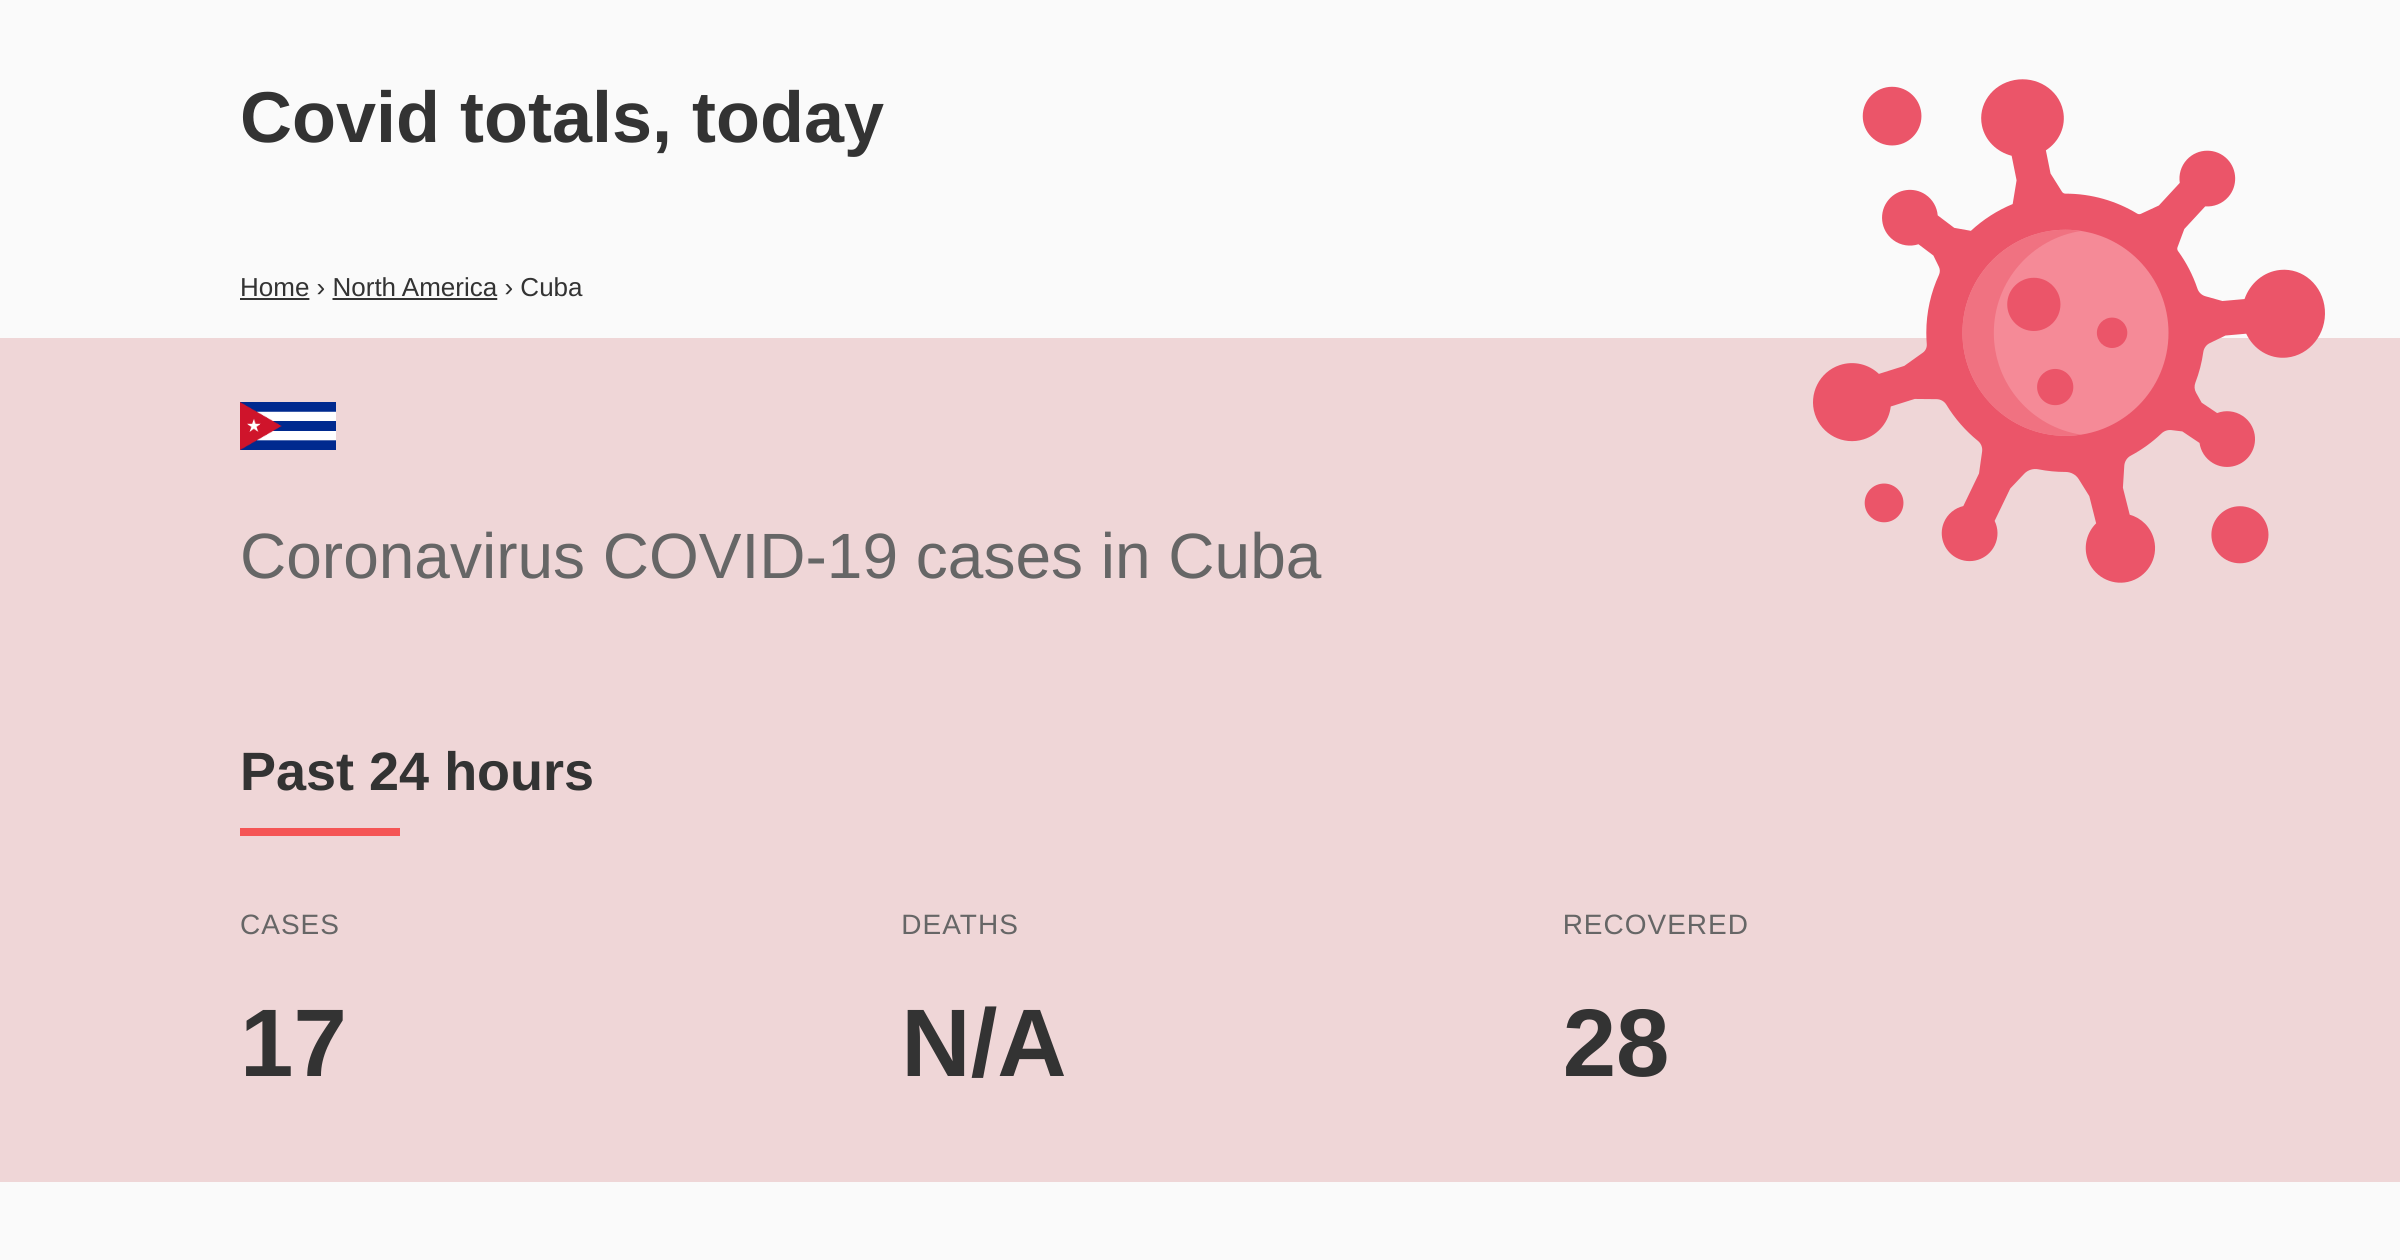 Covid totals, today
Home › North America › Cuba
Coronavirus COVID-19 cases in Cuba
Past 24 hours
CASES DEATHS RECOVERED
17 N/A 28